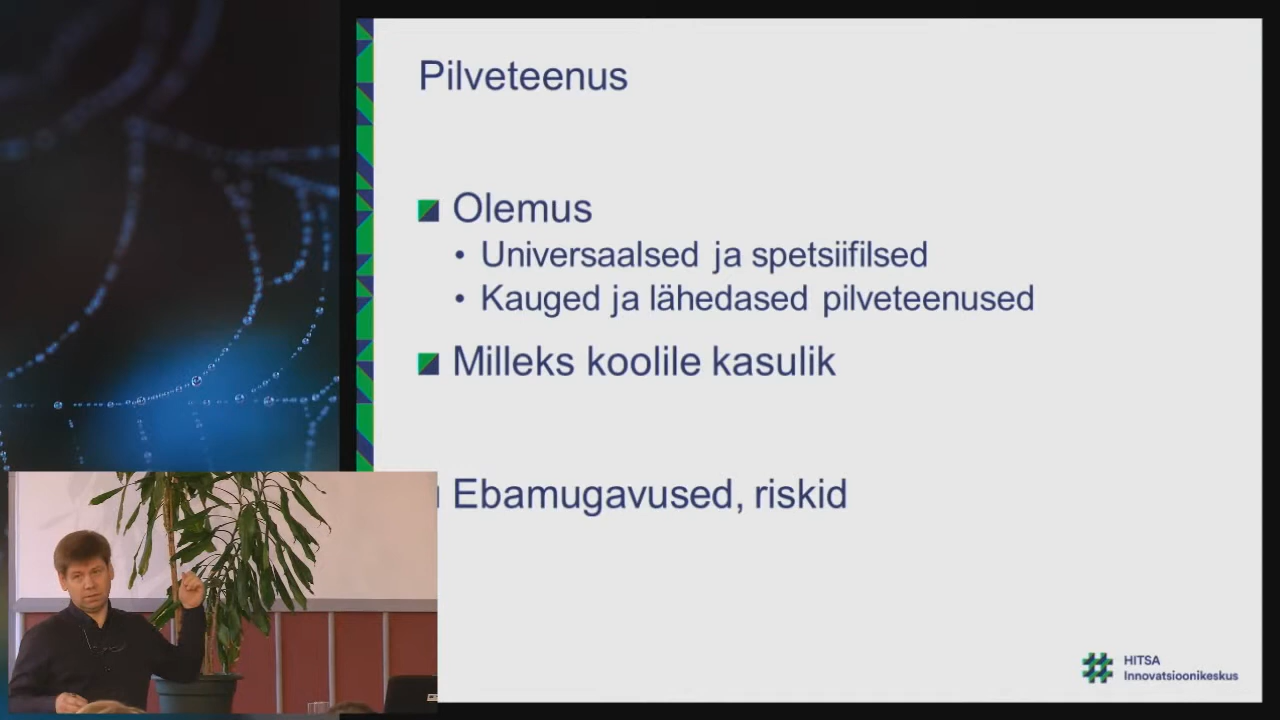 Pilveteenus
Olemus
Universaalsed ja spetsiifilsed
Kauged ja lähedased pilveteenused
Milleks koolile kasulik
Ebamugavused, riskid
HITSA
Innovatsioonikeskus